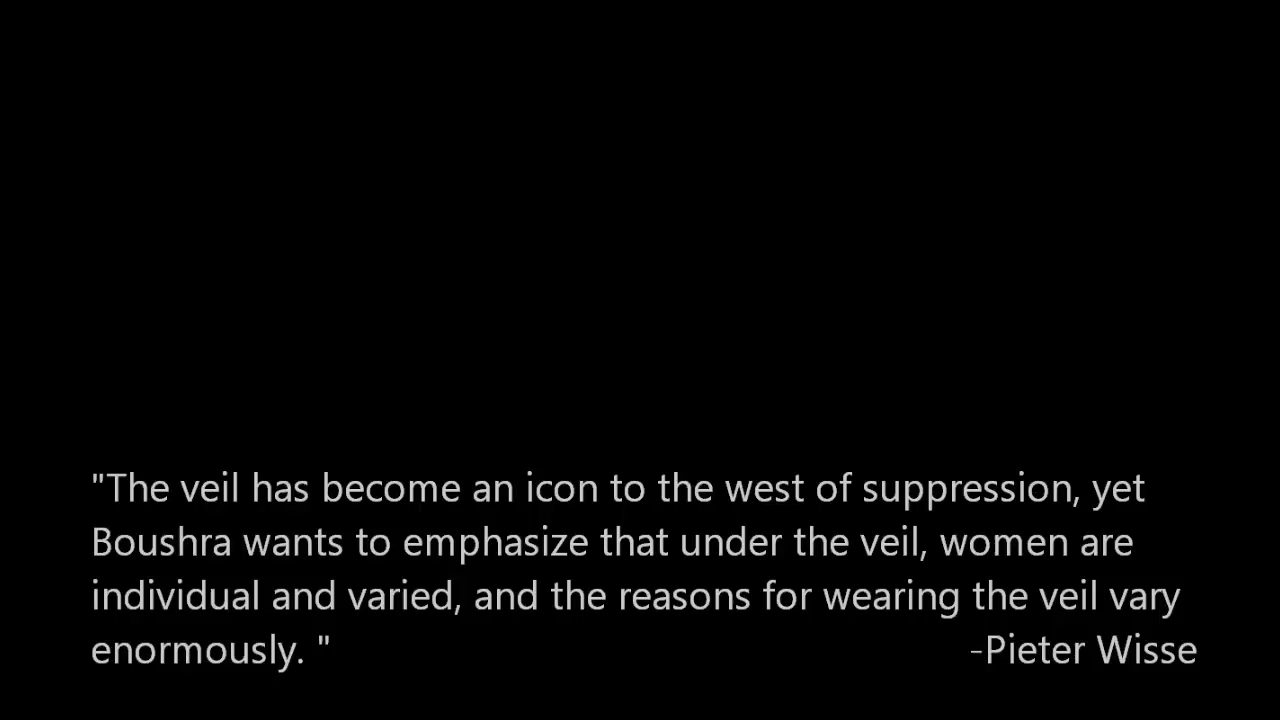 "The veil has become an icon to the west of suppression, yet
Boushra wants to emphasize that under the veil, women are
individual and varied, and the reasons for wearing the veil vary
enormously. " -Pieter Wisse